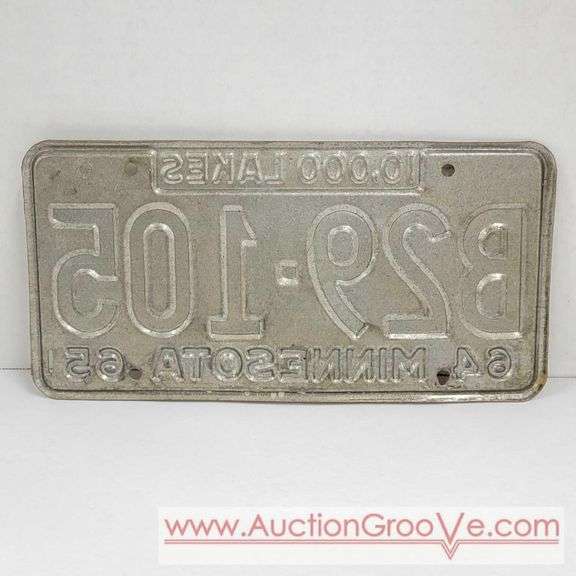 10,000 LAKES
B29-105
64 MINNESOTA 65
www.AuctionGrooVe.com